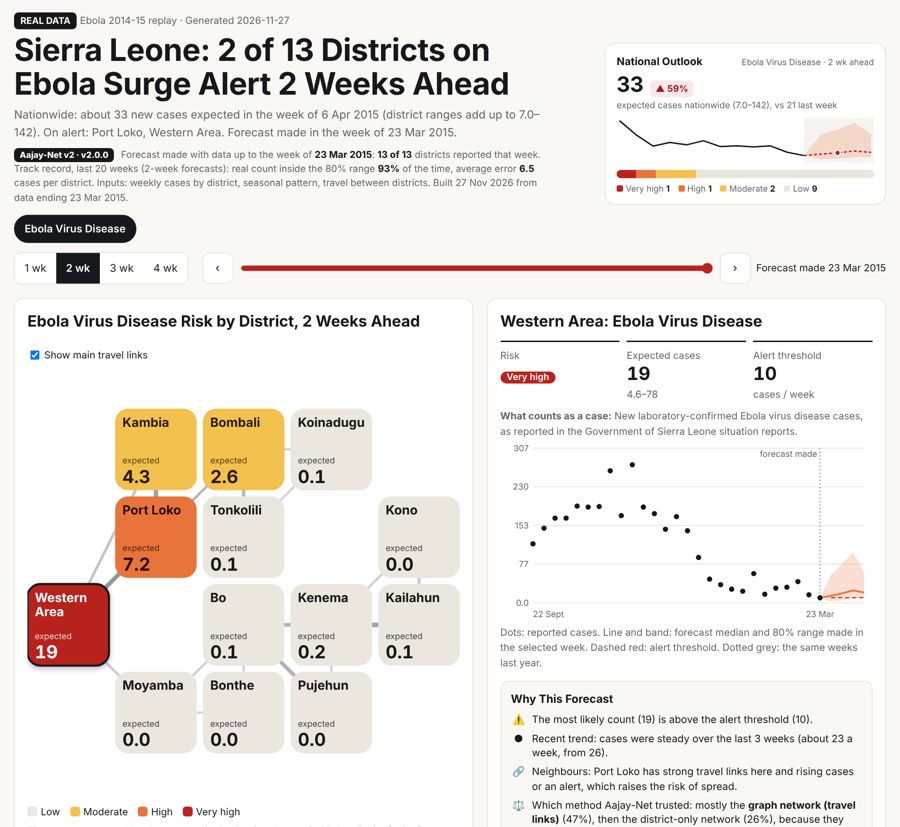 REAL DATA Ebola 2014-15 replay · Generated 2026-11-27
Sierra Leone: 2 of 13 Districts on
Ebola Surge Alert 2 Weeks Ahead
Nationwide: about 33 new cases expected in the week of 6 Apr 2015 (district ranges add up to 7.0–
142). On alert: Port Loko, Western Area. Forecast made in the week of 23 Mar 2015.
Aajay-Net v2 · v2.0.0 Forecast made with data up to the week of 23 Mar 2015: 13 of 13 districts reported that week.
Track record, last 20 weeks (2-week forecasts): real count inside the 80% range 93% of the time, average error 6.5
cases per district. Inputs: weekly cases by district, seasonal pattern, travel between districts. Built 27 Nov 2026 from
data ending 23 Mar 2015.
National Outlook Ebola Virus Disease · 2 wk ahead
33 ▲ 59%
expected cases nationwide (7.0–142), vs 21 last week
Very high 1 High 1 Moderate 2 Low 9
Ebola Virus Disease
1 wk 2 wk 3 wk 4 wk ‹ › Forecast made 23 Mar 2015
Ebola Virus Disease Risk by District, 2 Weeks Ahead
Show main travel links
Kambia Bombali Koinadugu
expected expected expected
4.3 2.6 0.1
Port Loko Tonkolili Kono
expected expected expected
7.2 0.1 0.0
Western
Area
Bo Kenema Kailahun
expected expected expected expected
19 0.1 0.2 0.1
Moyamba Bonthe Pujehun
expected expected expected
0.0 0.0 0.0
Low Moderate High Very high
Western Area: Ebola Virus Disease
Risk Expected cases Alert threshold
Very high 19 10
4.6–78 cases / week
What counts as a case: New laboratory-confirmed Ebola virus disease cases,
as reported in the Government of Sierra Leone situation reports.
307
forecast made
230
153
77
0.0
22 Sept 23 Mar
Dots: reported cases. Line and band: forecast median and 80% range made in
the selected week. Dashed red: alert threshold. Dotted grey: the same weeks
last year.
Why This Forecast
The most likely count (19) is above the alert threshold (10).
Recent trend: cases were steady over the last 3 weeks (about 23 a
week, from 26).
Neighbours: Port Loko has strong travel links here and rising cases
or an alert, which raises the risk of spread.
Which method Aajay-Net trusted: mostly the graph network (travel
links) (47%), then the district-only network (26%), because they